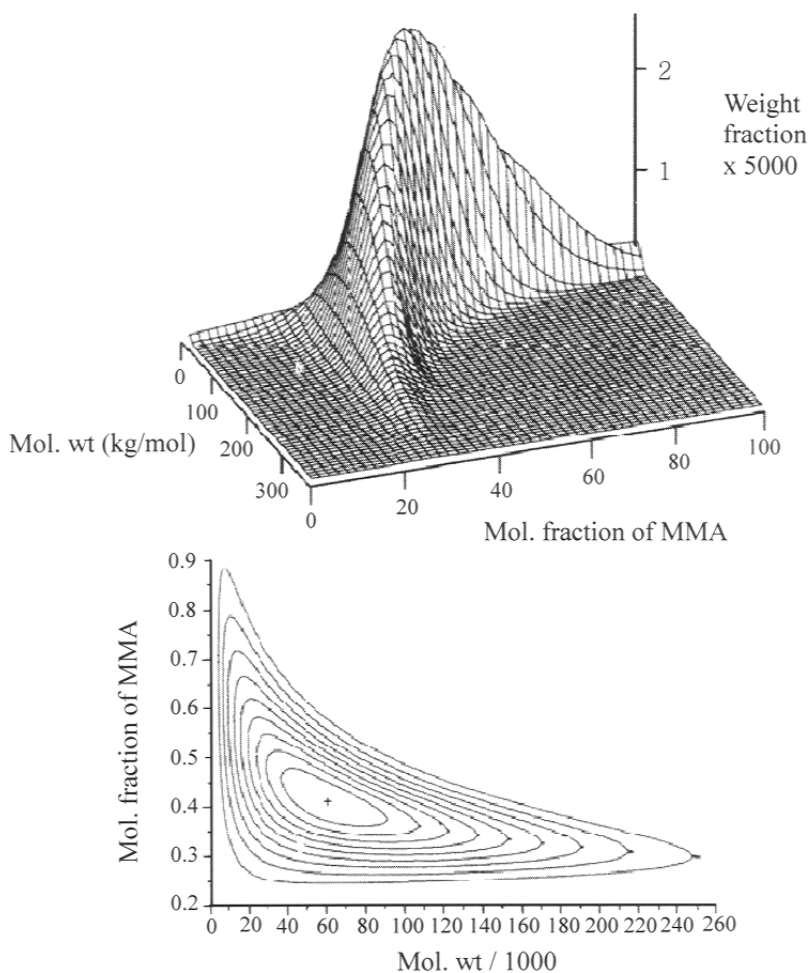 2
Weight
fraction
x 5000
1
0
100
Mol. wt (kg/mol)
200
300
0
20
40
60
80
100
Mol. fraction of MMA
0.9
0.8
0.7
0.6
0.5
0.4
0.3
0.2
Mol. fraction of MMA
0 20 40 60 80 100 120 140 160 180 200 220 240 260
Mol. wt / 1000